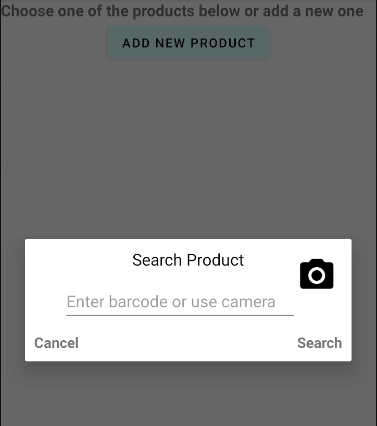 Choose one of the products below or add a new one
ADD NEW PRODUCT
Search Product
Enter barcode or use camera
Cancel
Search